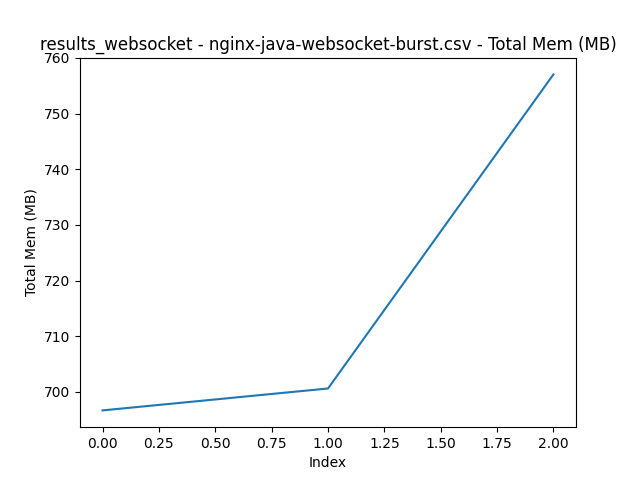 results_websocket - nginx-java-websocket-burst.csv - Total Mem (MB)
760
750
740
730
720
710
700
Total Mem (MB)
0.00 0.25 0.50 0.75 1.00 1.25 1.50 1.75 2.00
Index